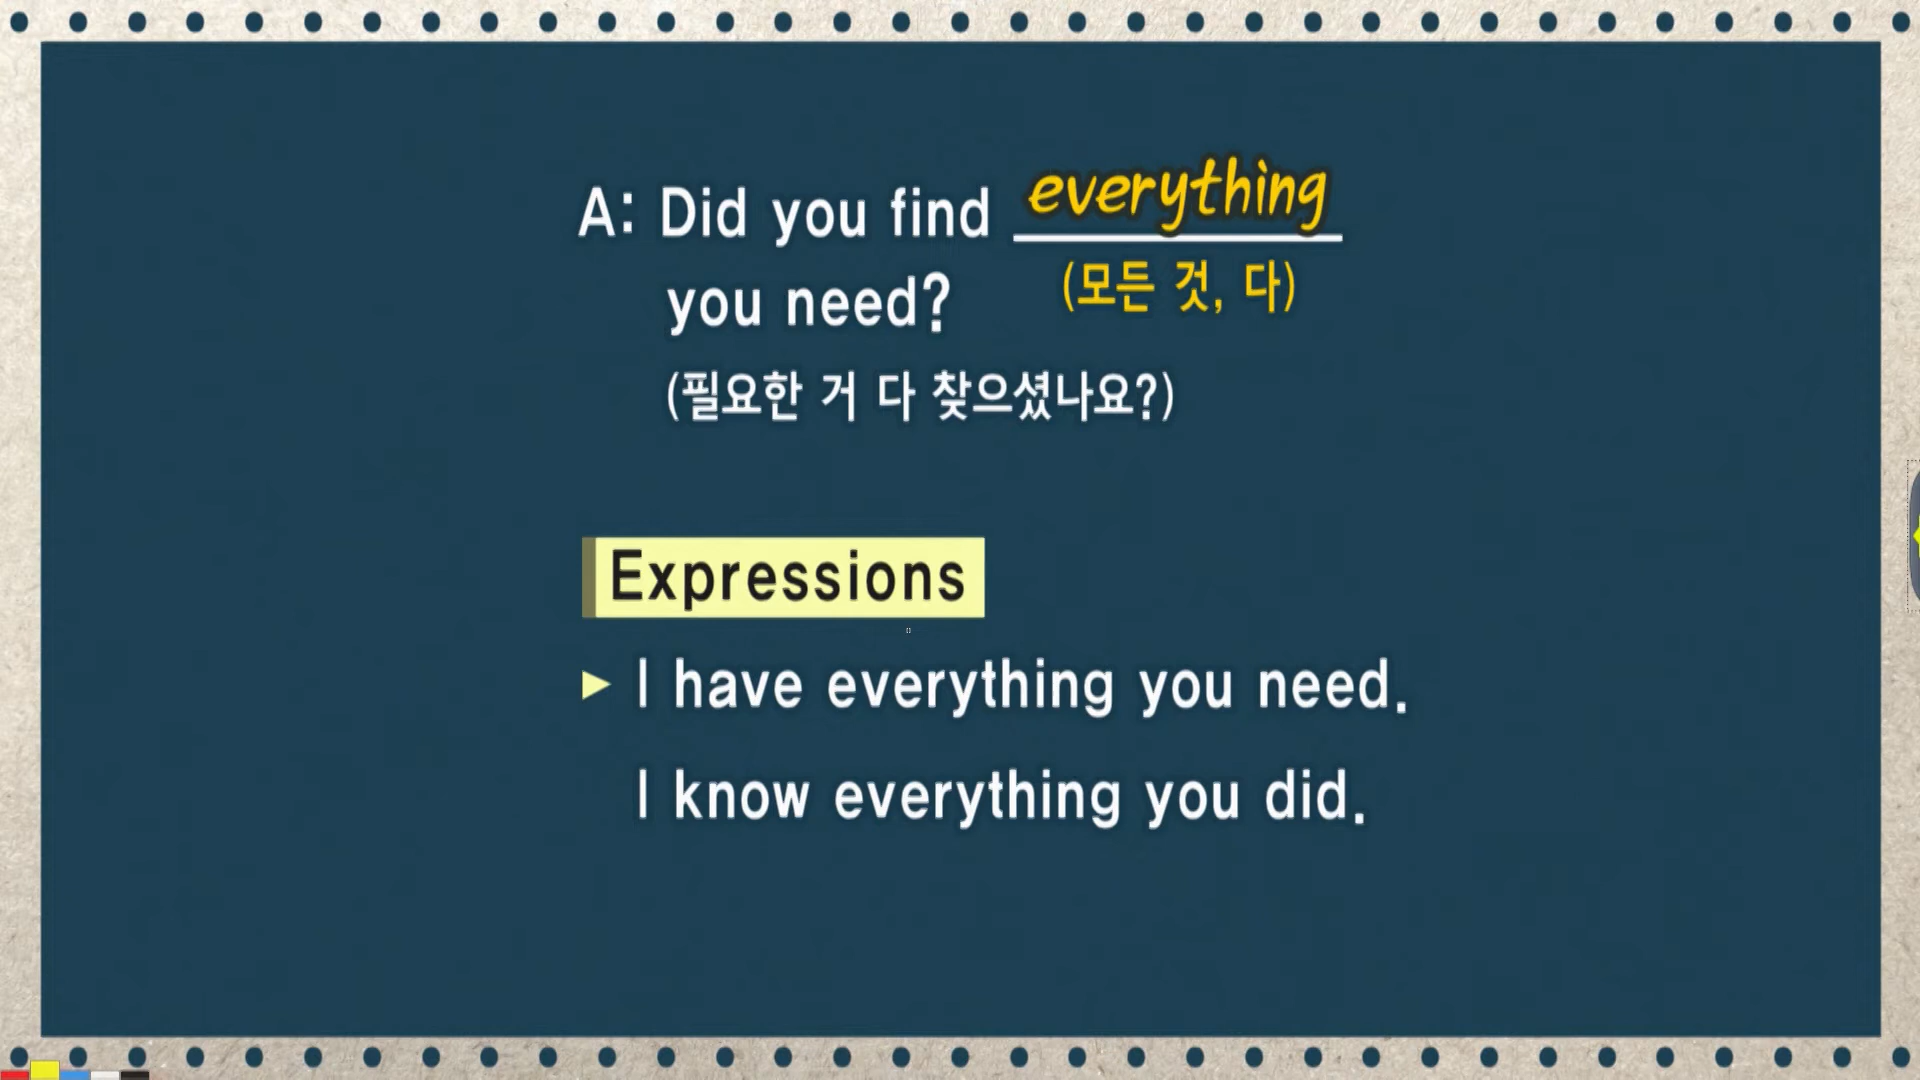 A: Did you find everything
(모든 것, 다)
you need?
(필요한 거 다 찾으셨나요?)
Expressions
▶ I have everything you need.
I know everything you did.